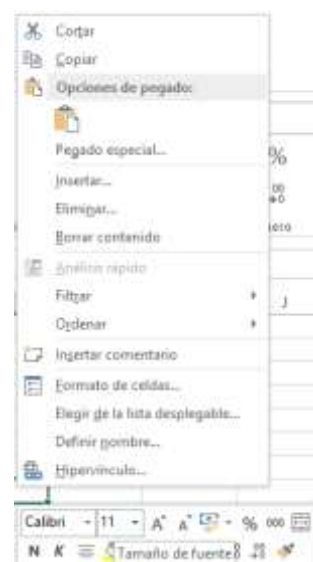 Cortar
Copiar
Opciones de pegado:
Pegado especial...
%
Insertar...
Eliminar...
Borrar contenido
Análisis rápido
Filtrar
J
Ordenar
Insertar comentario
Formato de celdas...
Elegir de la lista desplegable...
Definir nombre...
Hipervínculo...
Calibri 11 A A % 000
N K Tamaño de fuente